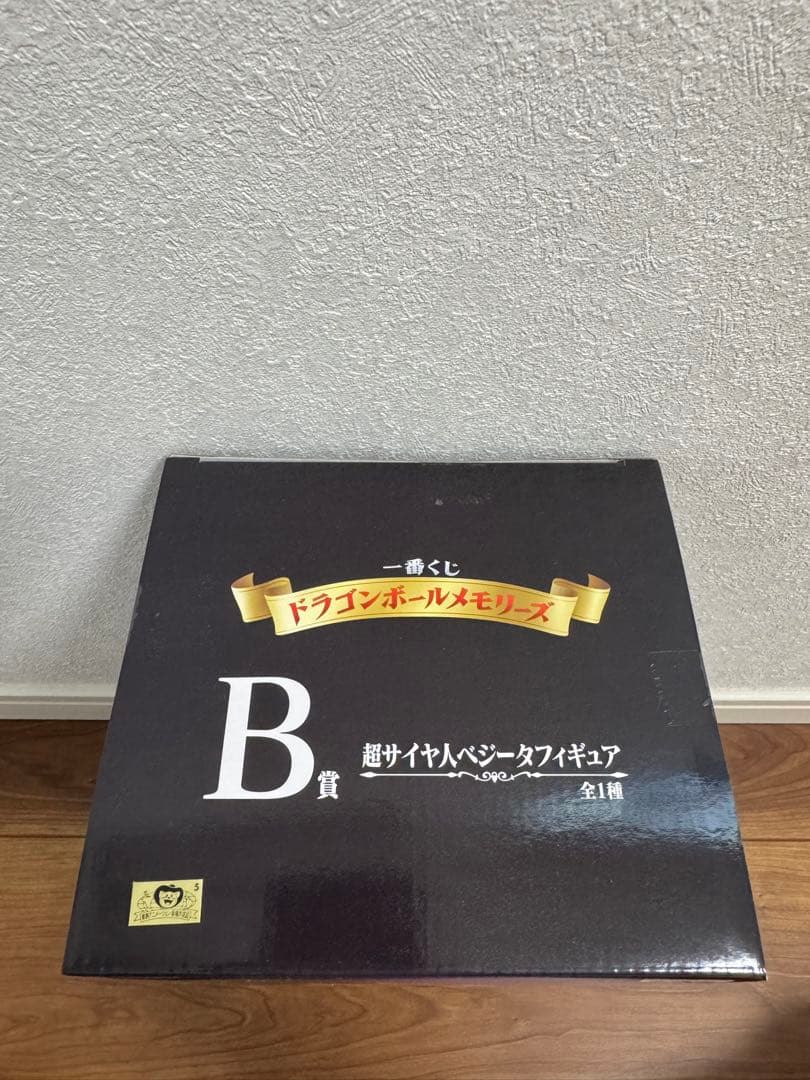 一番くじ
ドラゴンボールメモリーズ
B賞
超サイヤ人ベジータフィギュア
全1種
5